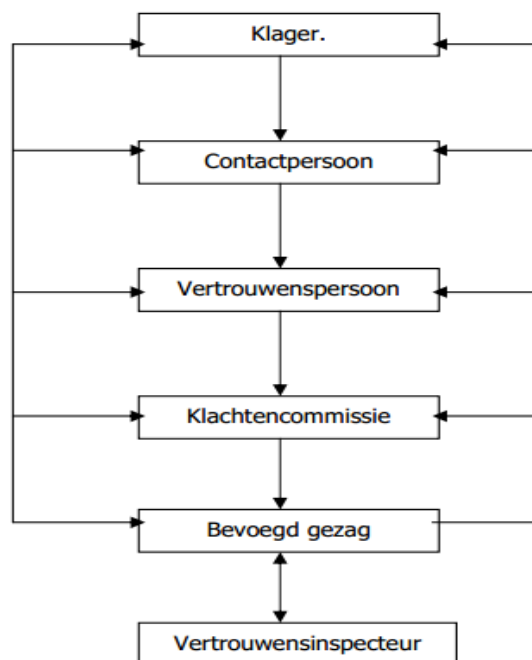 Klager.
Contactpersoon
Vertrouwenspersoon
Klachtencommissie
Bevoegd gezag
Vertrouwensinspecteur